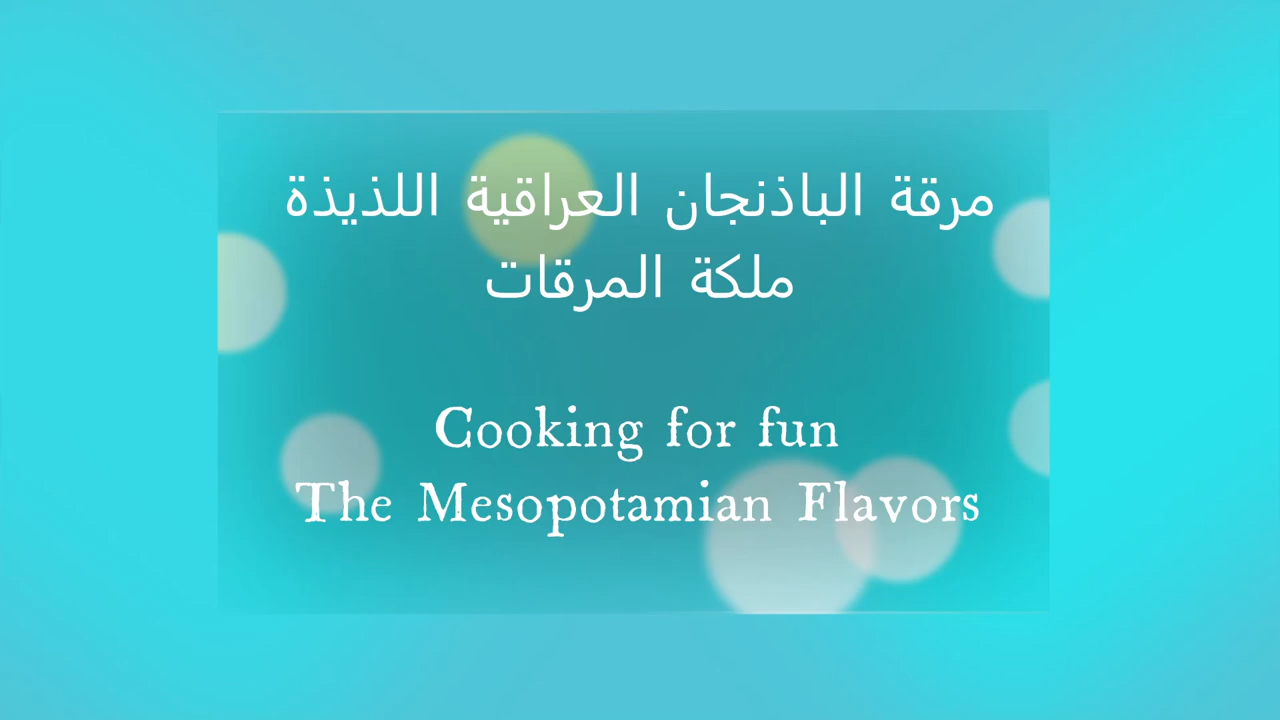 مرقة الباذنجان العراقية اللذيذة
ملكة المرقات
Cooking for fun
The Mesopotamian Flavors